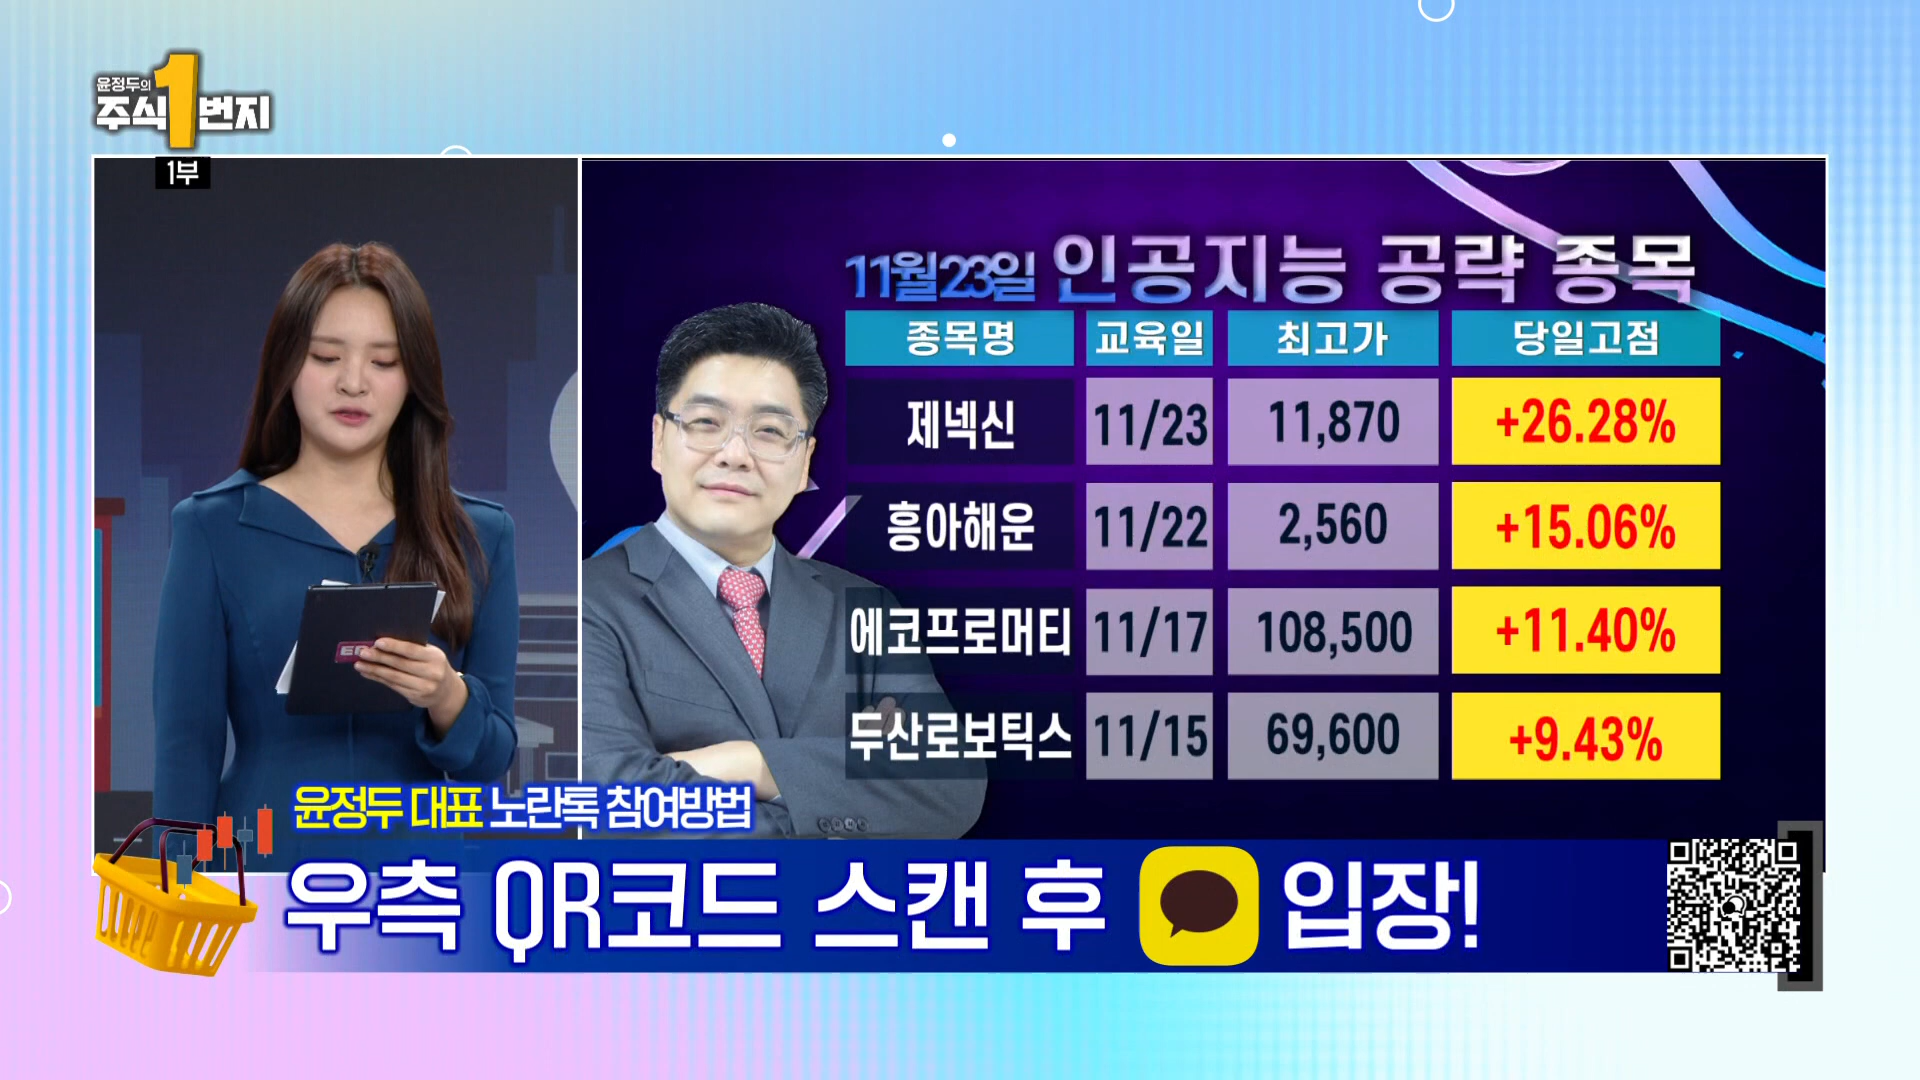 윤정두의
주식1번지
1부
11월23일 인공지능 공략 종목
종목명 교육일 최고가 당일고점
제넥신 11/23 11,870 +26.28%
흥아해운 11/22 2,560 +15.06%
에코프로머티 11/17 108,500 +11.40%
두산로보틱스 11/15 69,600 +9.43%
윤정두 대표 노란톡 참여방법
우측 QR코드 스캔 후 입장!